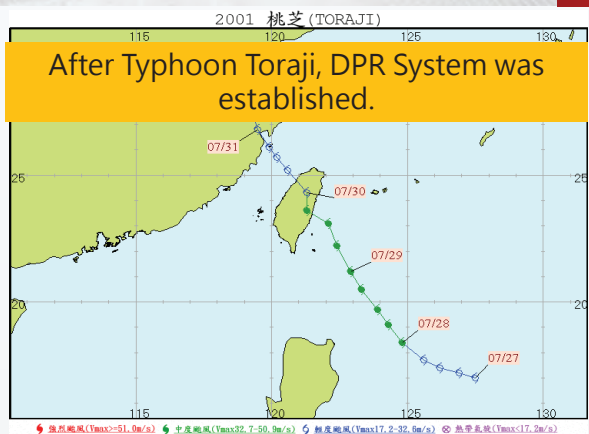 2001 桃芝(TORAJI)
115 120 125 130
After Typhoon Toraji, DPR System was
established.
07/31
25 25
07/30
07/29
20 20
07/28
07/27
115 120 125 130
強烈颱風(Vmax>=51.0m/s) 中度颱風(Vmax32.7-50.9m/s) 輕度颱風(Vmax17.2-32.6m/s) 熱帶氣旋(Vmax<17.2m/s)